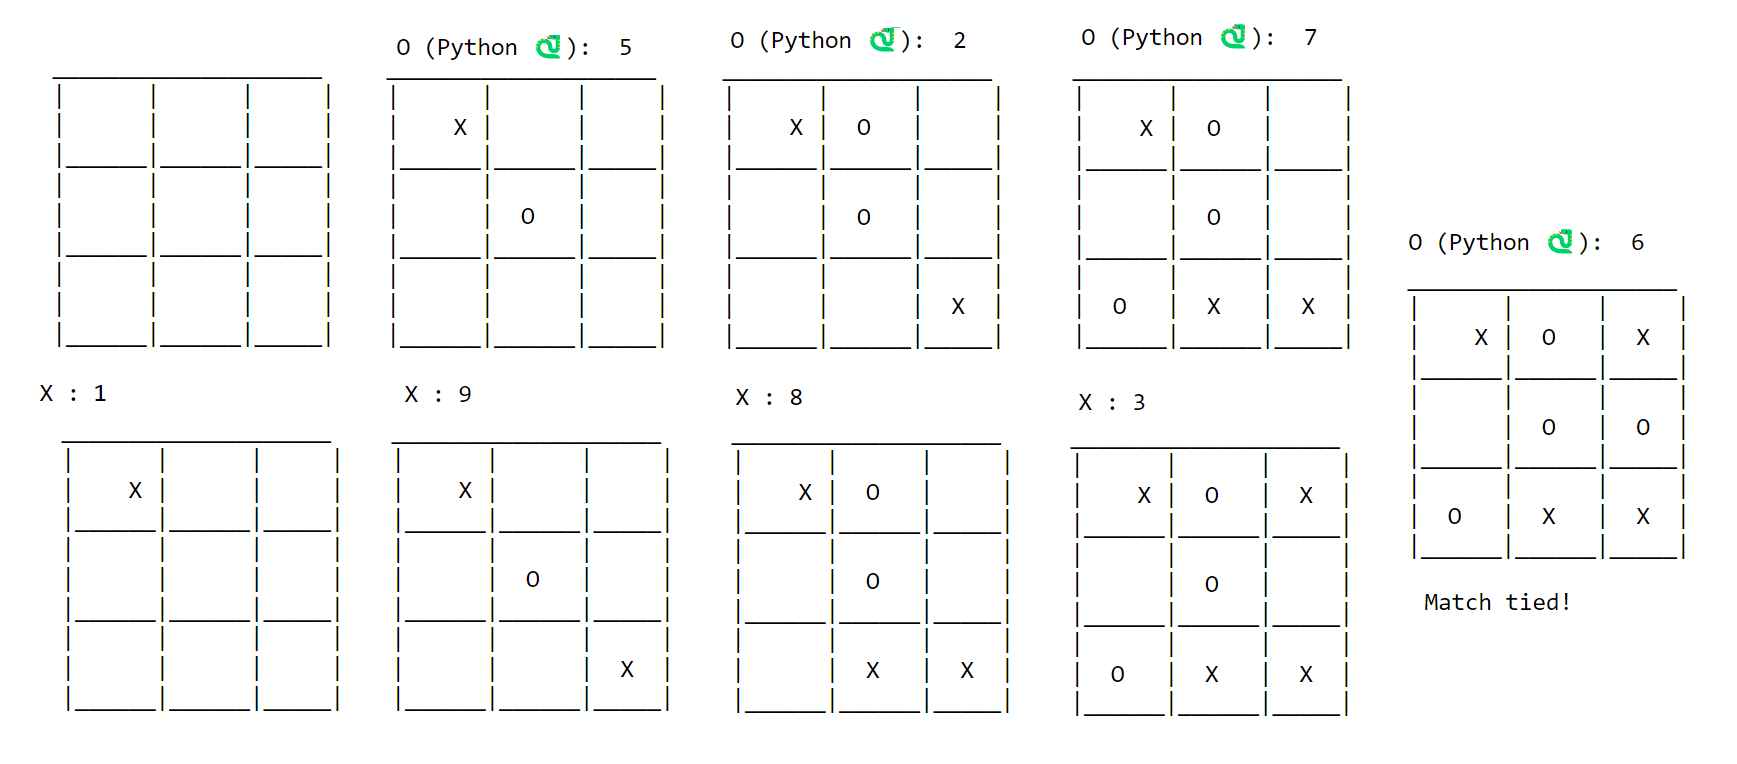 X : 1
X
O (Python 🐍): 5
X
O
X : 9
X
O
X
O (Python 🐍): 2
X O
O
X
X : 8
X O
O
X X
O (Python 🐍): 7
X O
O
O X X
X : 3
X O X
O
O X X
O (Python 🐍): 6
X O X
O O
O X X
Match tied!